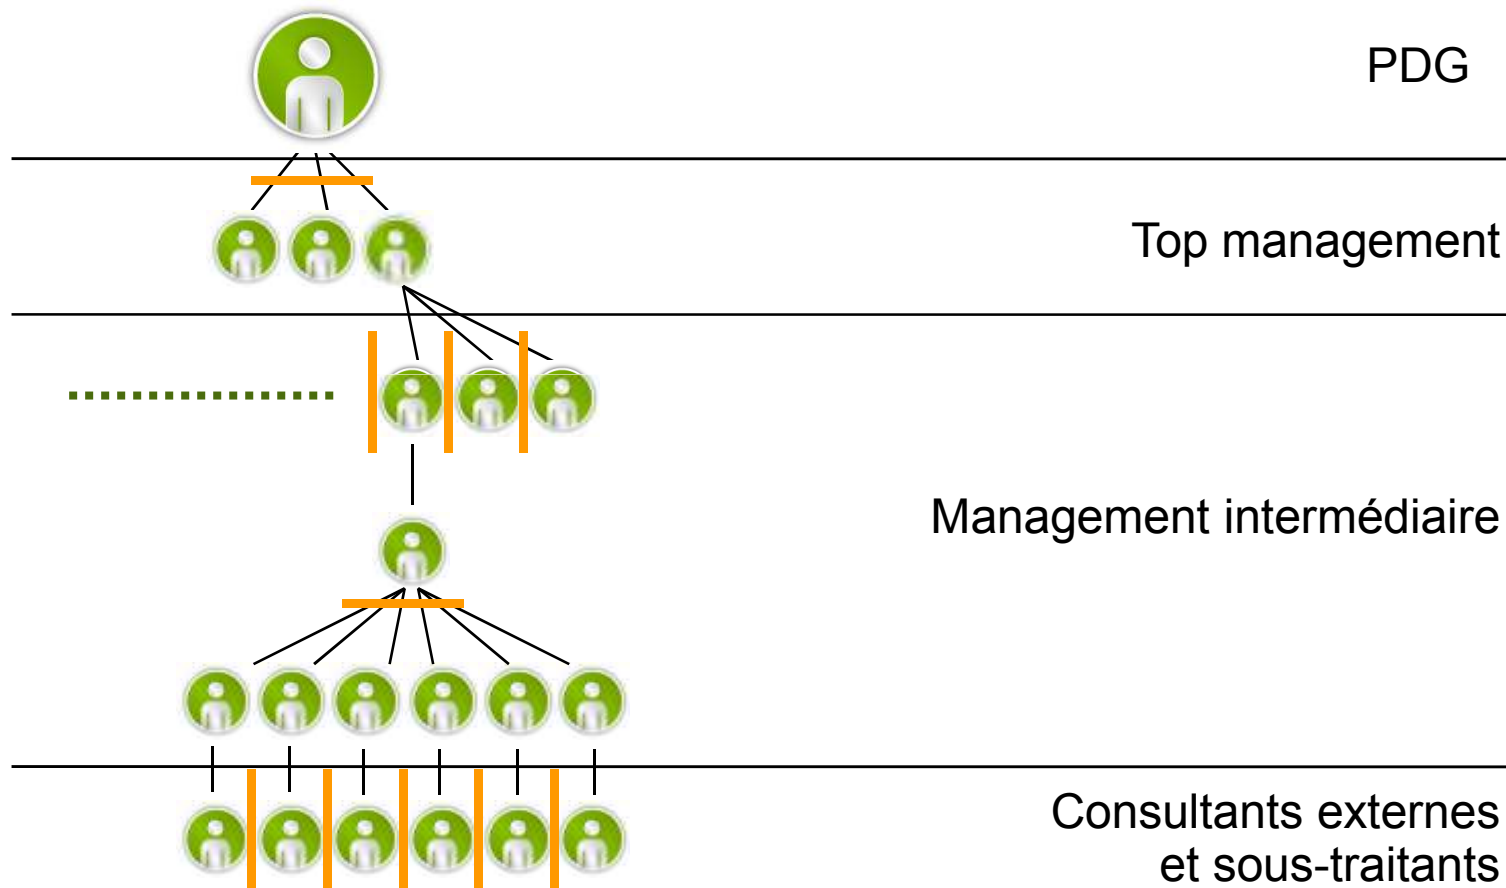 PDG
Top management
Management intermédiaire
Consultants externes
et sous-traitants